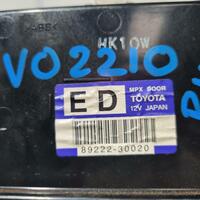 HK10W
VO2210
ED
MPX DOOR
TOYOTA
12V JAPAN
89222-30020